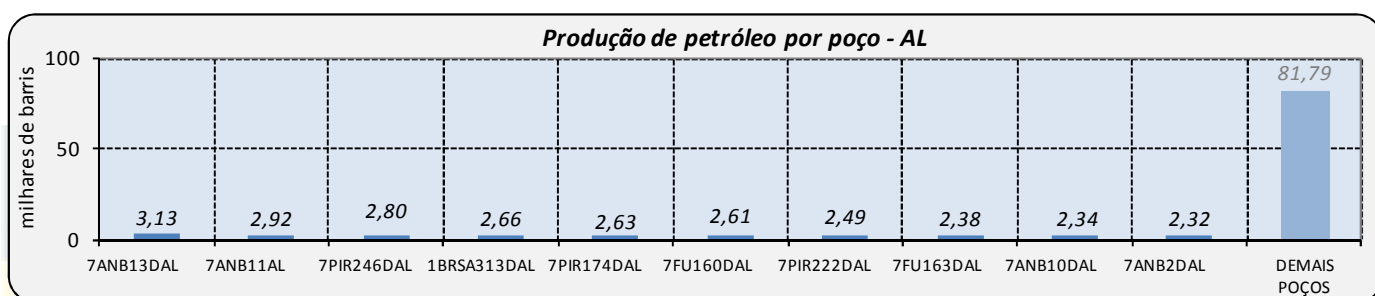 Produção de petróleo por poço - AL
milhares de barris
100
50
0
3,13 2,92 2,80 2,66 2,63 2,61 2,49 2,38 2,34 2,32 81,79
7ANB13DAL 7ANB11AL 7PIR246DAL 1BRSA313DAL 7PIR174DAL 7FU160DAL 7PIR222DAL 7FU163DAL 7ANB10DAL 7ANB2DAL DEMAIS
POÇOS